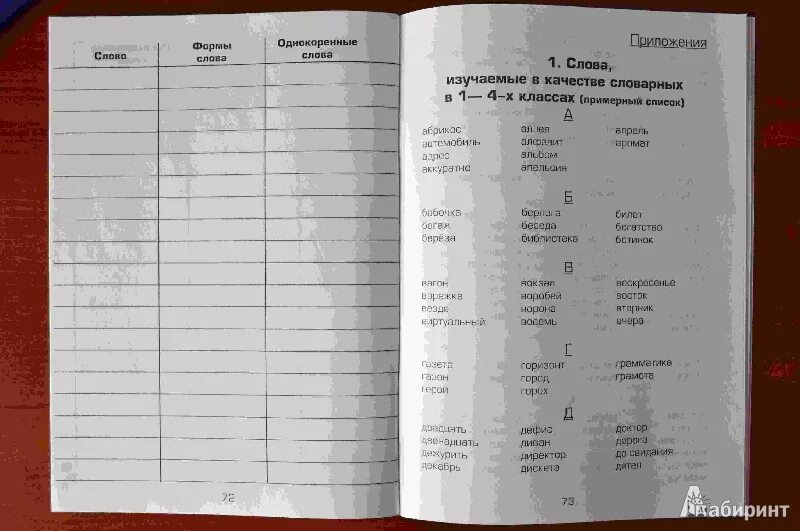 Слово Формы слова Однокоренные слова
72
Приложения
1. Слова,
изучаемые в качестве словарных
в 1— 4-х классах (примерный список)
А
абрикос аллея апрель
автомобиль алфавит аромат
адрес альбом
аккуратно апельсин
Б
бабочка берлога билет
багаж беседа богатство
берёза библиотека ботинок
В
вагон вокзал воскресенье
варежка воробей восток
везде ворона вторник
виртуальный восемь вчера
Г
газета горизонт грамматика
газон город грамота
герой горох
Д
двадцать дефис доктор
двенадцать диван дорога
дежурить директор до свидания
декабрь дискета дятел
73
Лабиринт